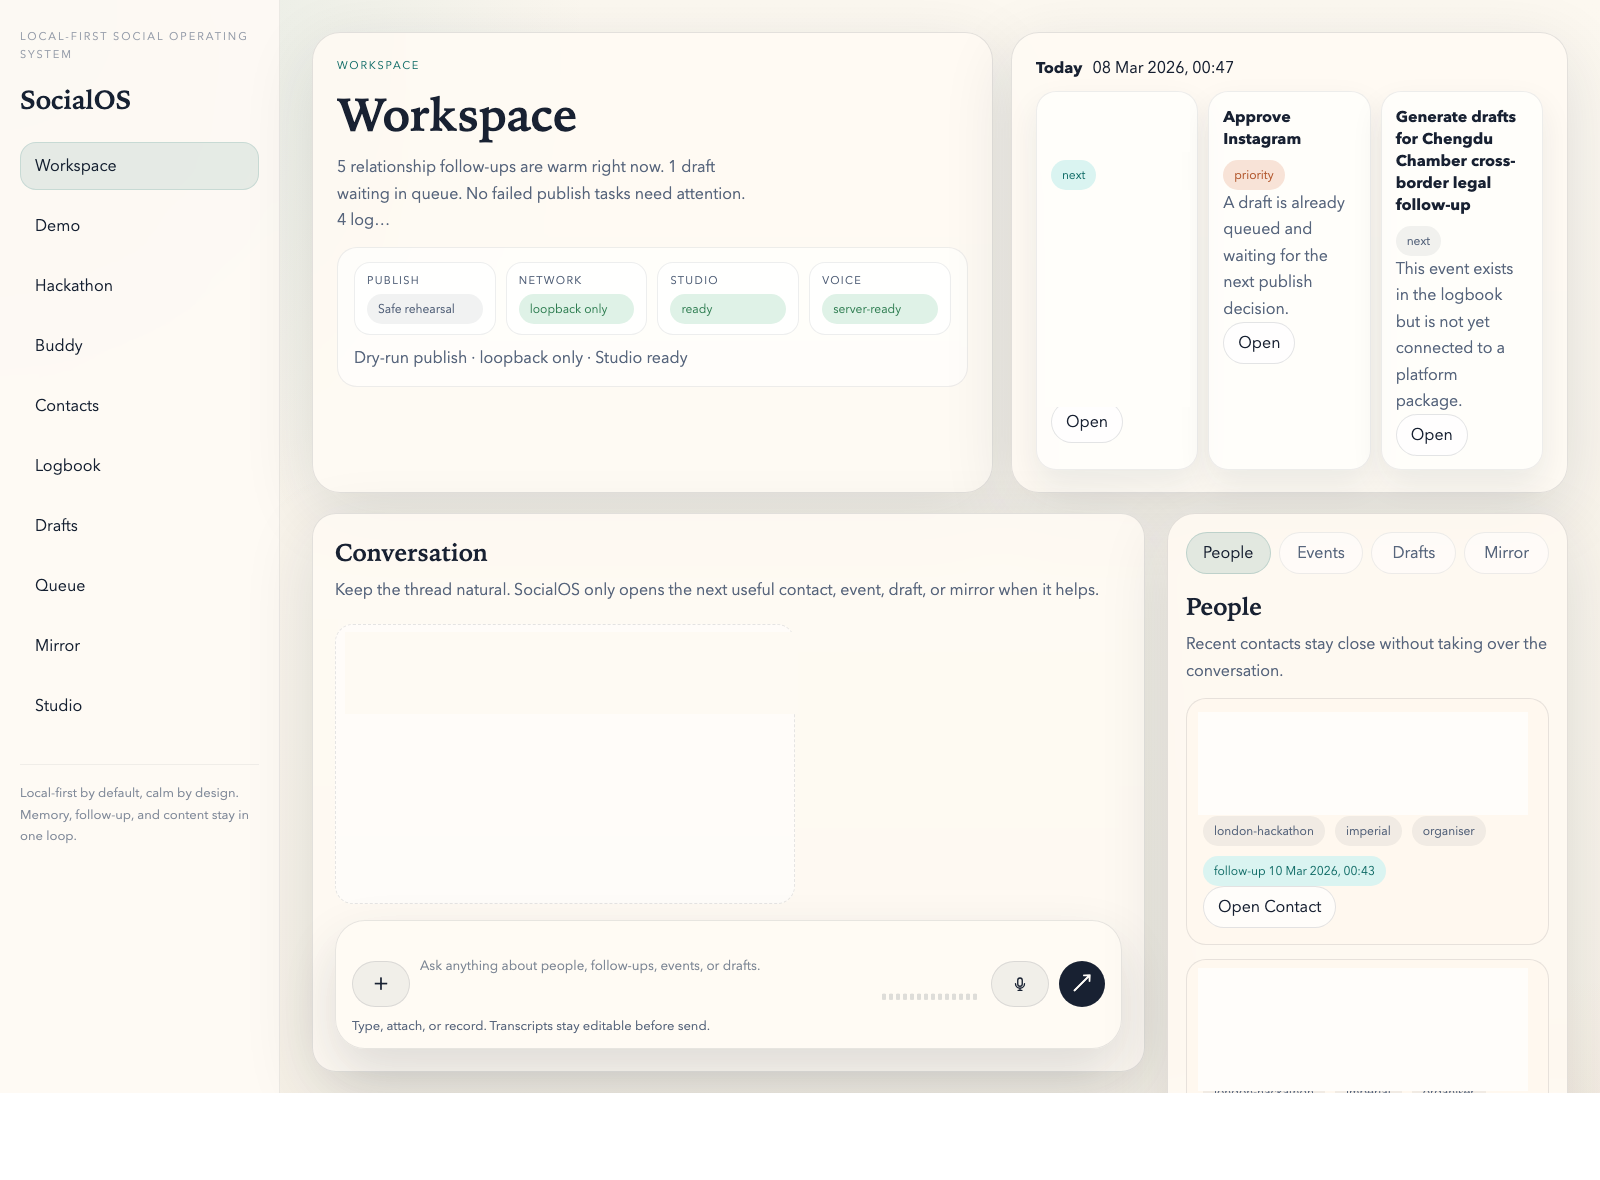 LOCAL-FIRST SOCIAL OPERATING
SYSTEM
SocialOS
Workspace
Demo
Hackathon
Buddy
Contacts
Logbook
Drafts
Queue
Mirror
Studio
Local-first by default, calm by design.
Memory, follow-up, and content stay in
one loop.
WORKSPACE
Workspace
5 relationship follow-ups are warm right now. 1 draft
waiting in queue. No failed publish tasks need attention.
4 log…
PUBLISH
Safe rehearsal
NETWORK
loopback only
STUDIO
ready
VOICE
server-ready
Dry-run publish · loopback only · Studio ready
Today 08 Mar 2026, 00:47
next
Open
Approve
Instagram
priority
A draft is already
queued and
waiting for the
next publish
decision.
Open
Generate drafts
for Chengdu
Chamber cross-
border legal
follow-up
next
This event exists
in the logbook
but is not yet
connected to a
platform
package.
Open
Conversation
Keep the thread natural. SocialOS only opens the next useful contact, event, draft, or mirror when it helps.
Ask anything about people, follow-ups, events, or drafts.
Type, attach, or record. Transcripts stay editable before send.
People
Events
Drafts
Mirror
People
Recent contacts stay close without taking over the
conversation.
london-hackathon
imperial
organiser
follow-up 10 Mar 2026, 00:43
Open Contact
london-hackathon
imperial
organiser